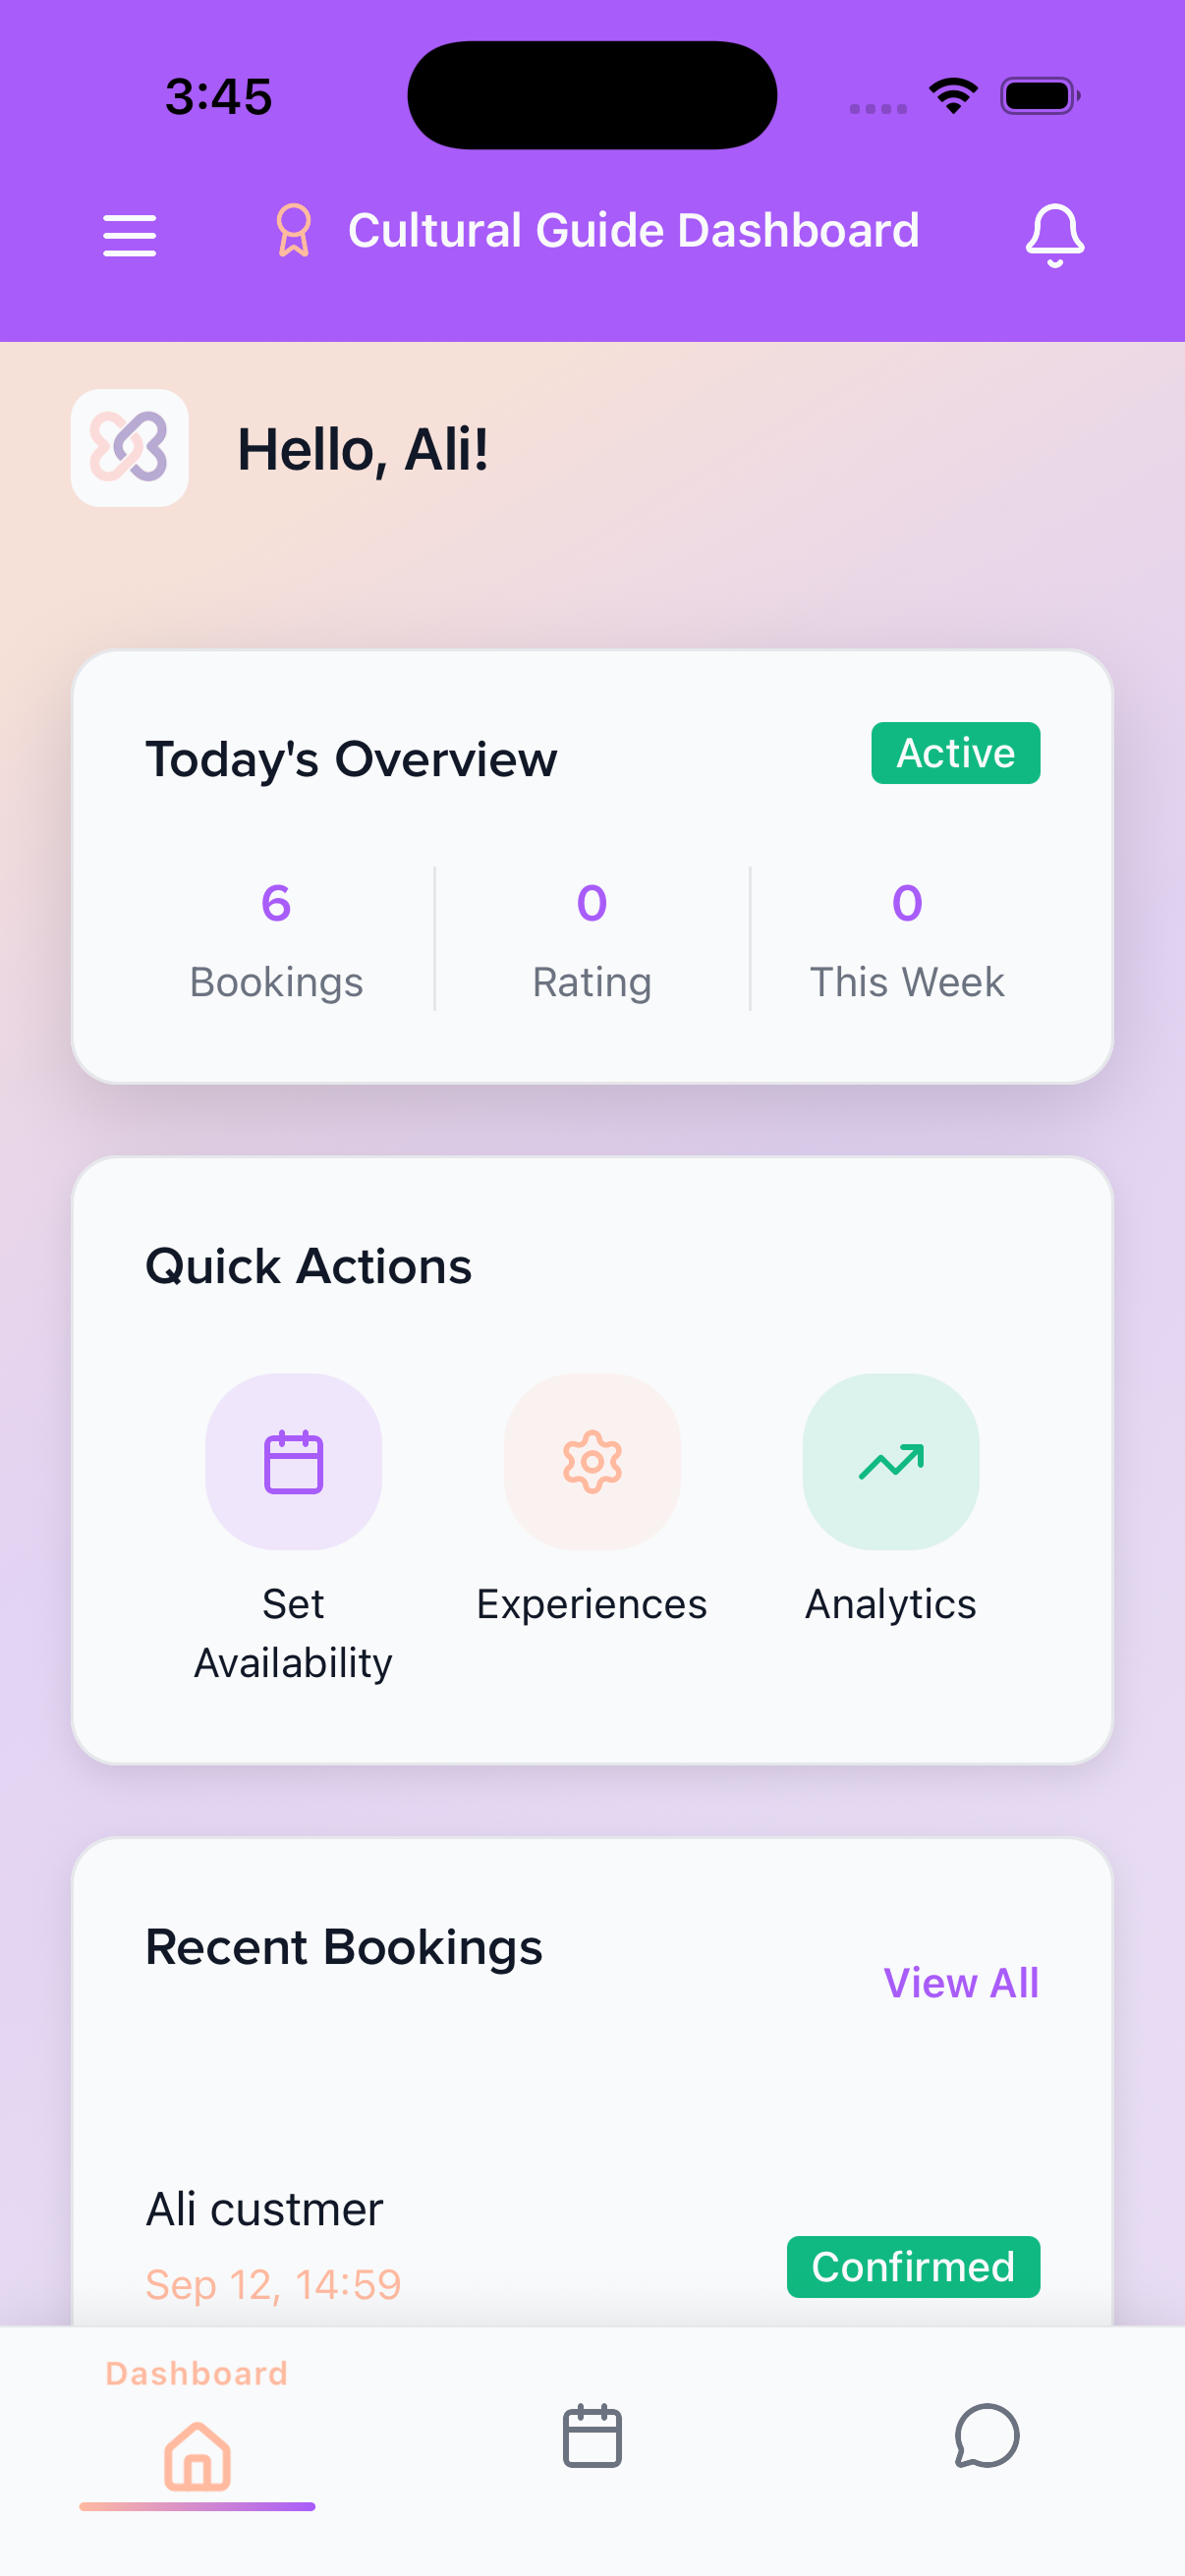 3:45
Cultural Guide Dashboard
Hello, Ali!
Today's Overview
Active
6
0
0
Bookings
Rating
This Week
Quick Actions
Set
Availability
Experiences
Analytics
Recent Bookings
View All
Ali custmer
Sep 12, 14:59
Confirmed
Dashboard